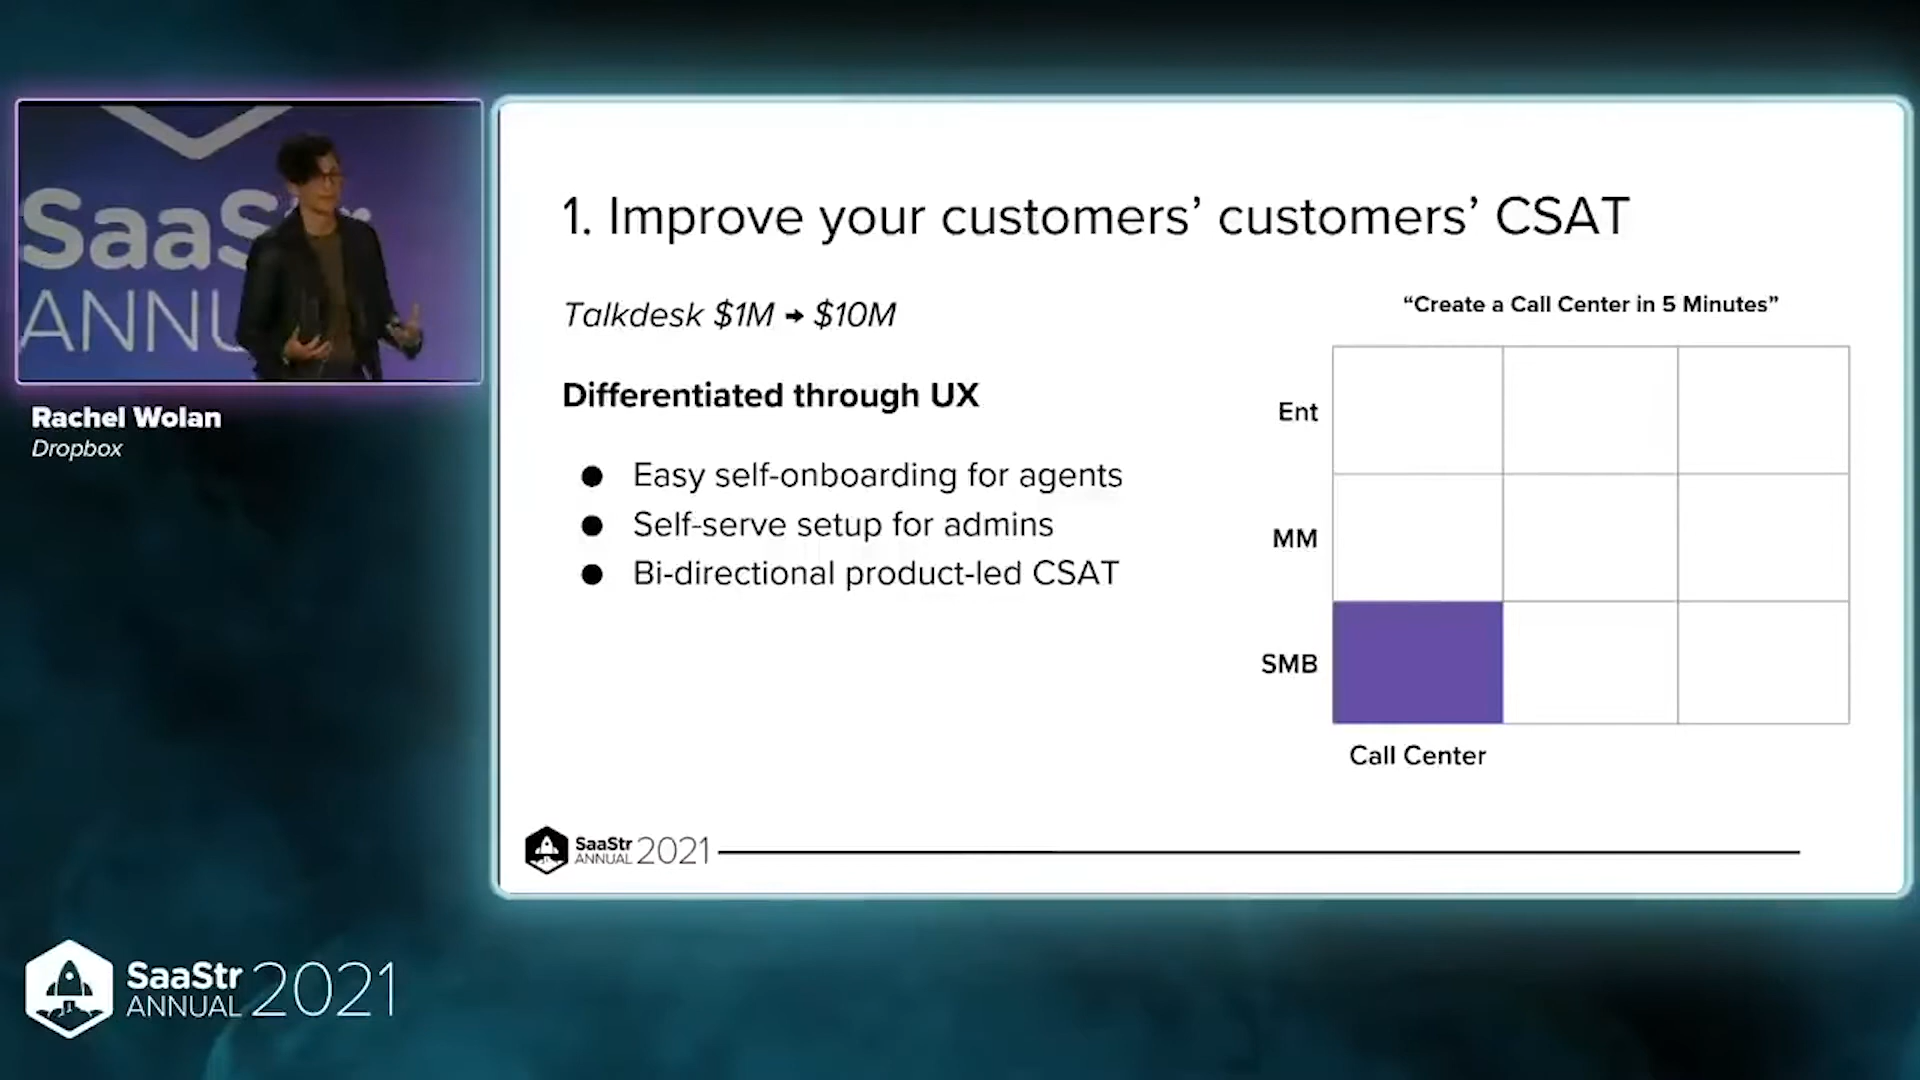 SaaStr
ANNU
Rachel Wolan
Dropbox
1. Improve your customers’ customers’ CSAT
Talkdesk $1M → $10M
Differentiated through UX
● Easy self-onboarding for agents
● Self-serve setup for admins
● Bi-directional product-led CSAT
“Create a Call Center in 5 Minutes”
Ent
MM
SMB
Call Center
SaaStr
ANNUAL 2021
SaaStr
ANNUAL 2021